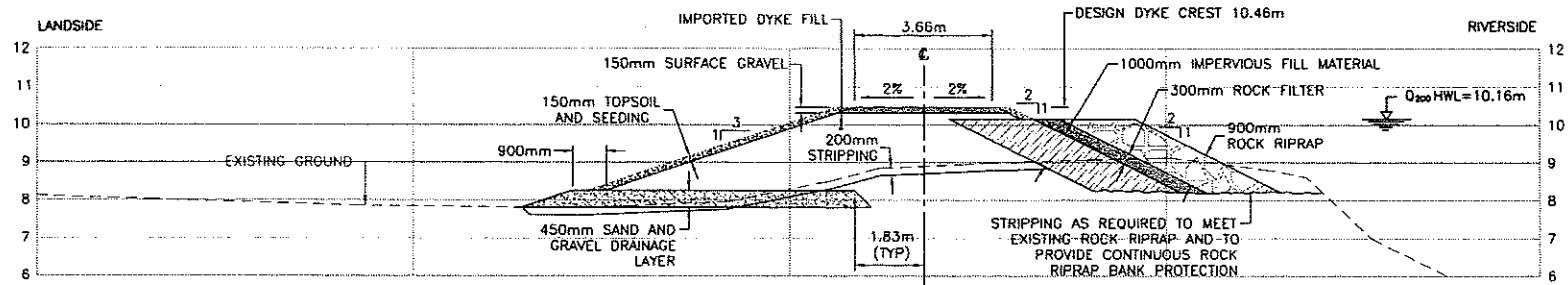 LANDSIDE
IMPORTED DYKE FILL
3.66m
DESIGN DYKE CREST 10.46m
RIVERSIDE
12
12
150mm SURFACE GRAVEL
℄
1000mm IMPERVIOUS FILL MATERIAL
11
2%
2%
2
1
300mm ROCK FILTER
11
150mm TOPSOIL
AND SEEDING
3
1
Q200 HWL=10.16m
10
2
1
10
900mm
ROCK RIPRAP
200mm
STRIPPING
900mm
EXISTING GROUND
9
9
8
8
STRIPPING AS REQUIRED TO MEET
EXISTING ROCK RIPRAP AND TO
PROVIDE CONTINUOUS ROCK
RIPRAP BANK PROTECTION
450mm SAND AND
GRAVEL DRAINAGE
LAYER
1.83m
(TYP)
7
7
6
6